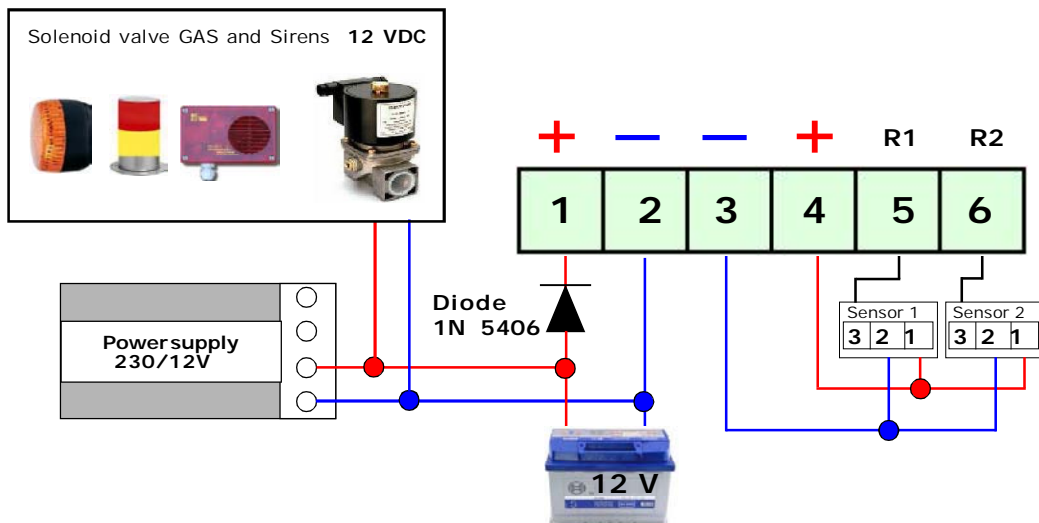 Solenoid valve GAS and Sirens 12 VDC
+ — — + R1 R2
1 2 3 4 5 6
Diode
1N 5406
Sensor 1
3 2 1
Sensor 2
3 2 1
Powersupply
230/12V
12 V